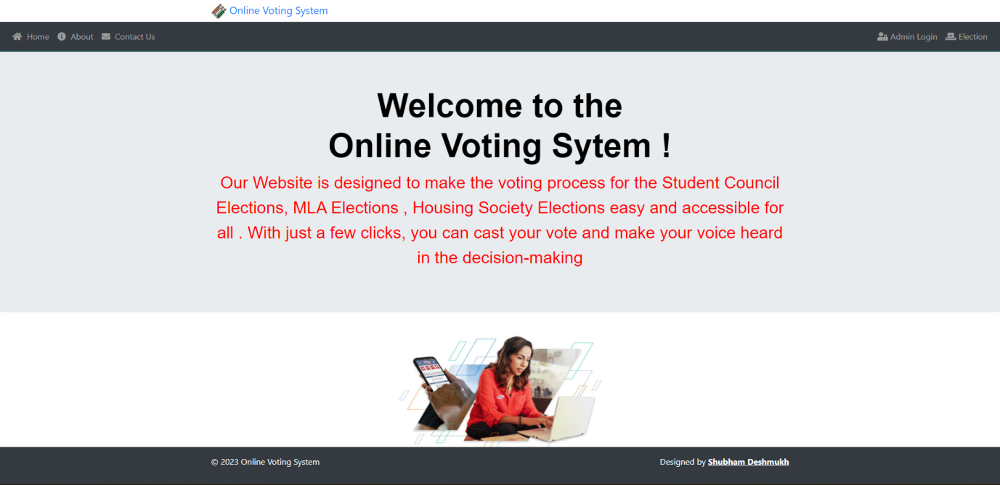 Online Voting System
Home About Contact Us Admin Login Election
Welcome to the
Online Voting Sytem !
Our Website is designed to make the voting process for the Student Council
Elections, MLA Elections , Housing Society Elections easy and accessible for
all . With just a few clicks, you can cast your vote and make your voice heard
in the decision-making
© 2023 Online Voting System Designed by Shubham Deshmukh